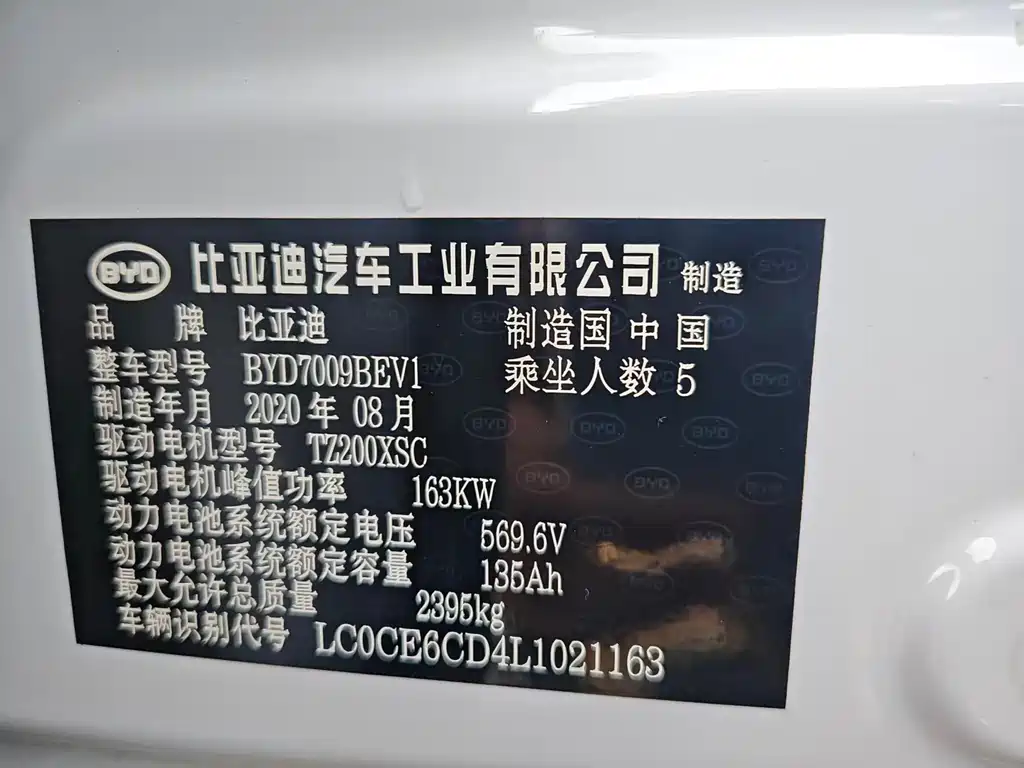 BYD 比亚迪汽车工业有限公司 制造
品 牌 比亚迪 制造国 中国
整车型号 BYD7009BEV1 乘坐人数 5
制造年月 2020 年 08 月
驱动电机型号 TZ200XSC
驱动电机峰值功率 163KW
动力电池系统额定电压 569.6V
动力电池系统额定容量 135Ah
最大允许总质量 2395kg
车辆识别代号 LC0CE6CD4L1021163